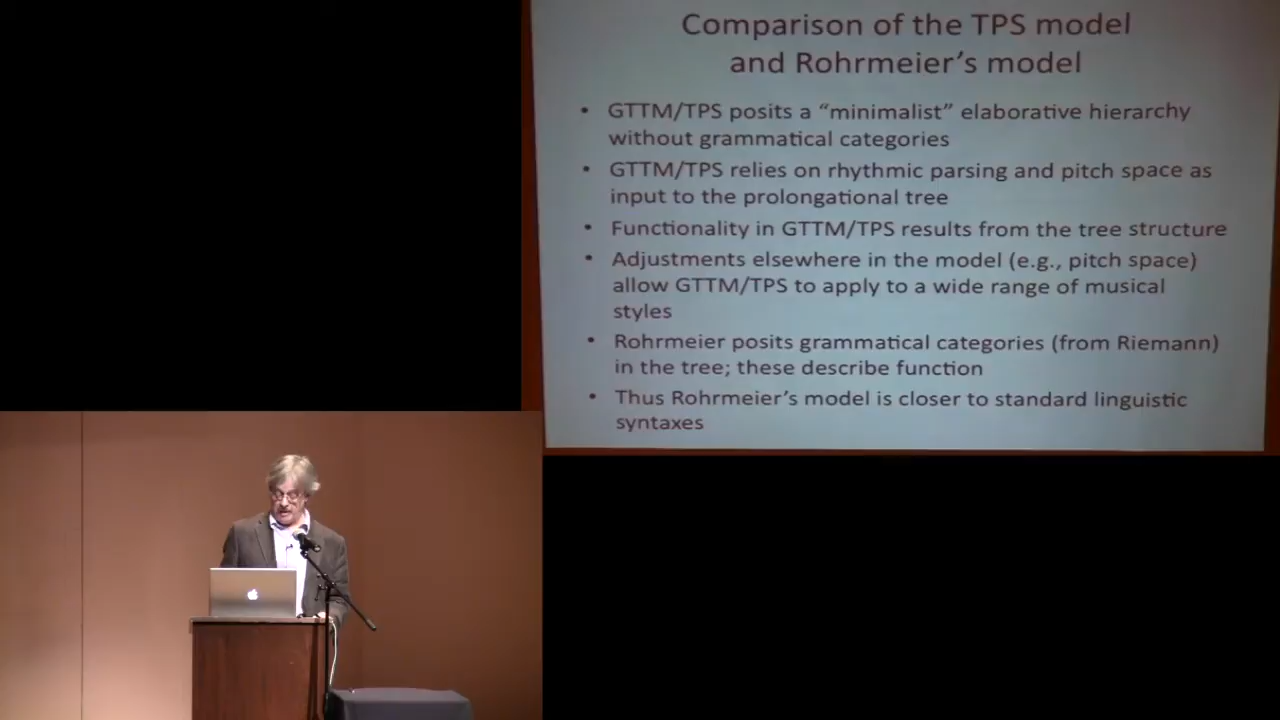 Comparison of the TPS model
and Rohrmeier's model
• GTTM/TPS posits a “minimalist” elaborative hierarchy
without grammatical categories
• GTTM/TPS relies on rhythmic parsing and pitch space as
input to the prolongational tree
• Functionality in GTTM/TPS results from the tree structure
• Adjustments elsewhere in the model (e.g., pitch space)
allow GTTM/TPS to apply to a wide range of musical
styles
• Rohrmeier posits grammatical categories (from Riemann)
in the tree; these describe function
• Thus Rohrmeier's model is closer to standard linguistic
syntaxes